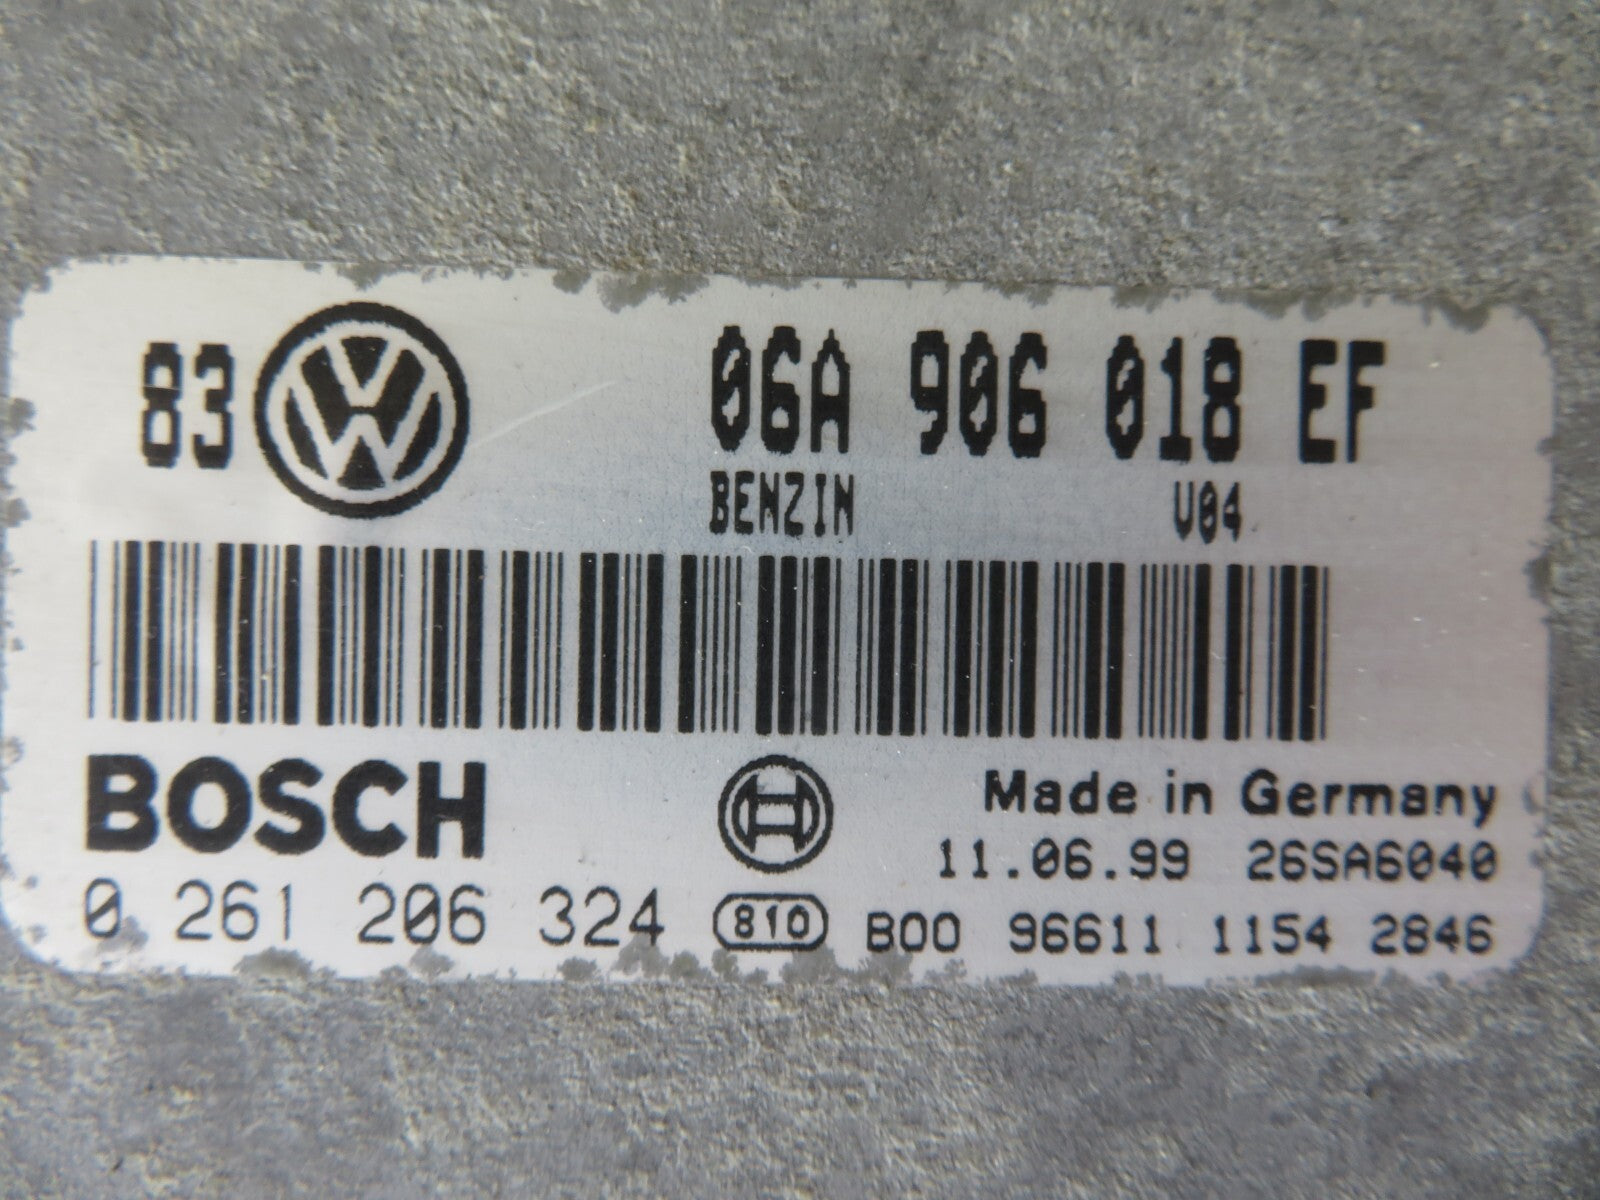 83 VW 06A 906 018 EF
BENZIN V04
BOSCH Made in Germany
11.06.99 26SA6040
0 261 206 324 810 B00 96611 1154 2846